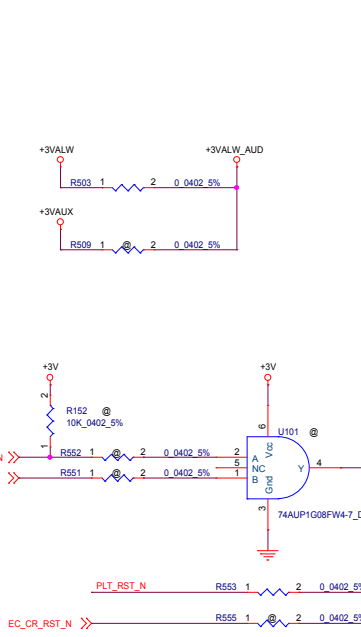 +3VALW +3VALW_AUD
R503 1 2 0_0402_5%
+3VAUX
R509 1 @ 2 0_0402_5%
+3V +3V
2
R152 @
10K_0402_5%
1
6
U101 @
Vcc
N R552 1 @ 2 0_0402_5% 2 A
5 NC Y 4
R551 1 @ 2 0_0402_5% 1 B
Gnd
3
74AUP1G08FW4-7_D
PLT_RST_N R553 1 2 0_0402_5%
EC_CR_RST_N R555 1 @ 2 0_0402_5%